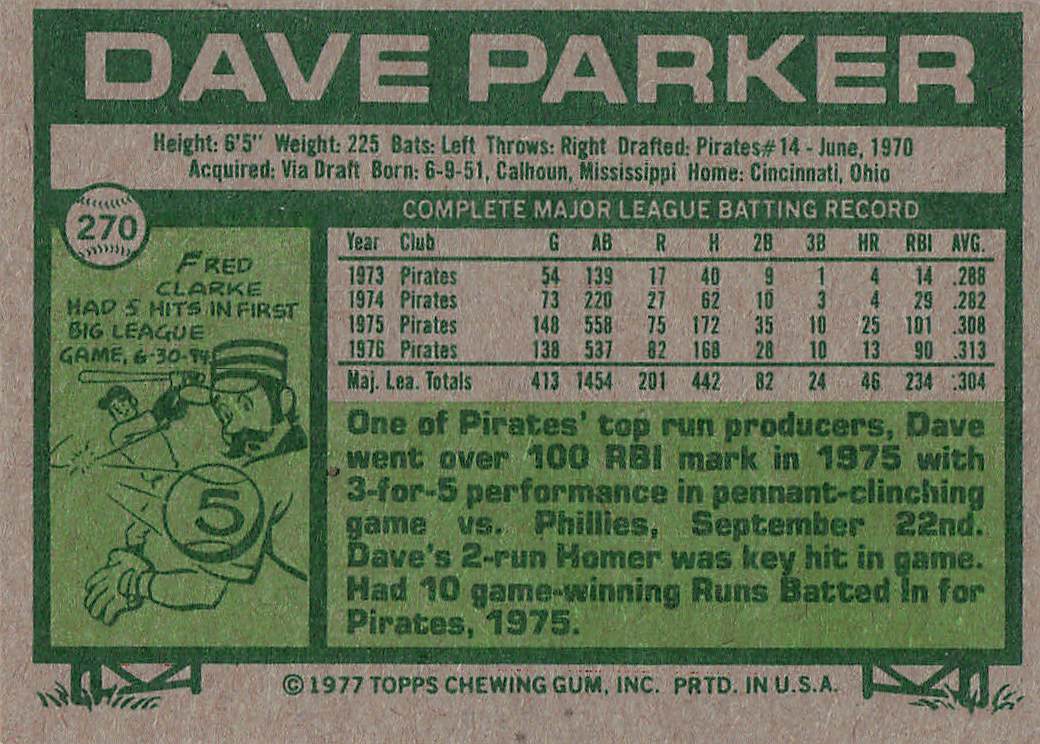 DAVE PARKER
Height: 6'5" Weight: 225 Bats: Left Throws: Right Drafted: Pirates#14 - June, 1970
Acquired: Via Draft Born: 6-9-51, Calhoun, Mississippi Home: Cincinnati, Ohio
270
COMPLETE MAJOR LEAGUE BATTING RECORD
FRED
CLARKE
HAD 5 HITS IN FIRST
BIG LEAGUE
GAME, 6-30-94
5
Year Club G AB R H 2B 3B HR RBI AVG.
1973 Pirates 54 139 17 40 9 1 4 14 .288
1974 Pirates 73 220 27 62 10 3 4 29 .282
1975 Pirates 148 558 75 172 35 10 25 101 .308
1976 Pirates 138 537 82 168 28 10 13 90 .313
Maj. Lea. Totals 413 1454 201 442 82 24 46 234 .304
One of Pirates' top run producers, Dave
went over 100 RBI mark in 1975 with
3-for-5 performance in pennant-clinching
game vs. Phillies, September 22nd.
Dave's 2-run Homer was key hit in game.
Had 10 game-winning Runs Batted In for
Pirates, 1975.
© 1977 TOPPS CHEWING GUM, INC. PRTD. IN U.S.A.